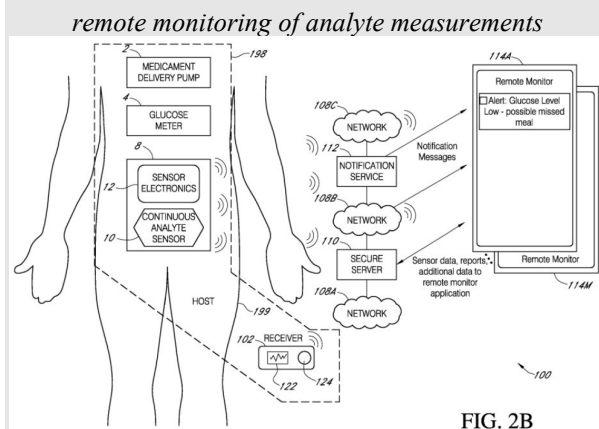 remote monitoring of analyte measurements
2
198
MEDICAMENT
DELIVERY PUMP
4
GLUCOSE
METER
8
12
SENSOR
ELECTRONICS
10
CONTINUOUS
ANALYTE
SENSOR
HOST
199
102
RECEIVER
122
124
108C
NETWORK
112
NOTIFICATION
SERVICE
108B
NETWORK
110
SECURE
SERVER
108A
NETWORK
Notification
Messages
Sensor data, reports,
additional data to
remote monitor
application
114A
Remote Monitor
Alert: Glucose Level
Low - possible missed
meal
Remote Monitor
114M
100
FIG. 2B